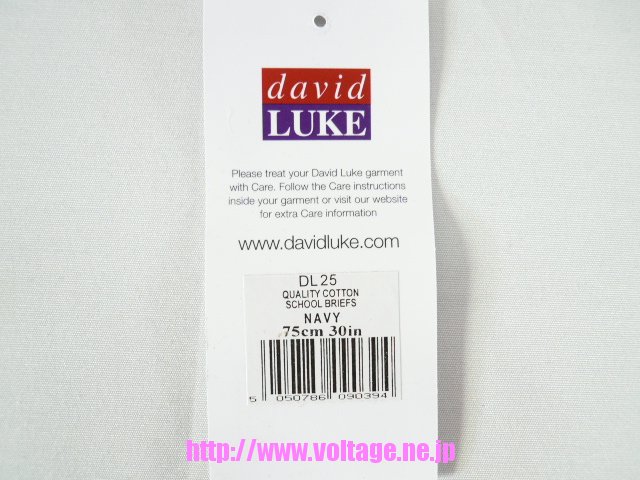 david
LUKE
Please treat your David Luke garment
with Care. Follow the Care instructions
inside your garment or visit our website
for extra Care information
www.davidluke.com
DL25
QUALITY COTTON
SCHOOL BRIEFS
NAVY
75cm 30in
5 050786 090394
http://www.voltage.ne.jp